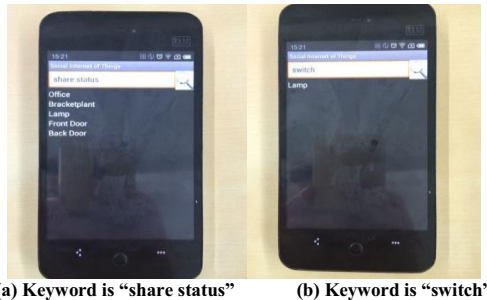 15:21
Social Internet of Things
share status
Office
Bracketplant
Lamp
Front Door
Back Door
15:21
Social Internet of Things
switch
Lamp
(a) Keyword is “share status”
(b) Keyword is “switch”